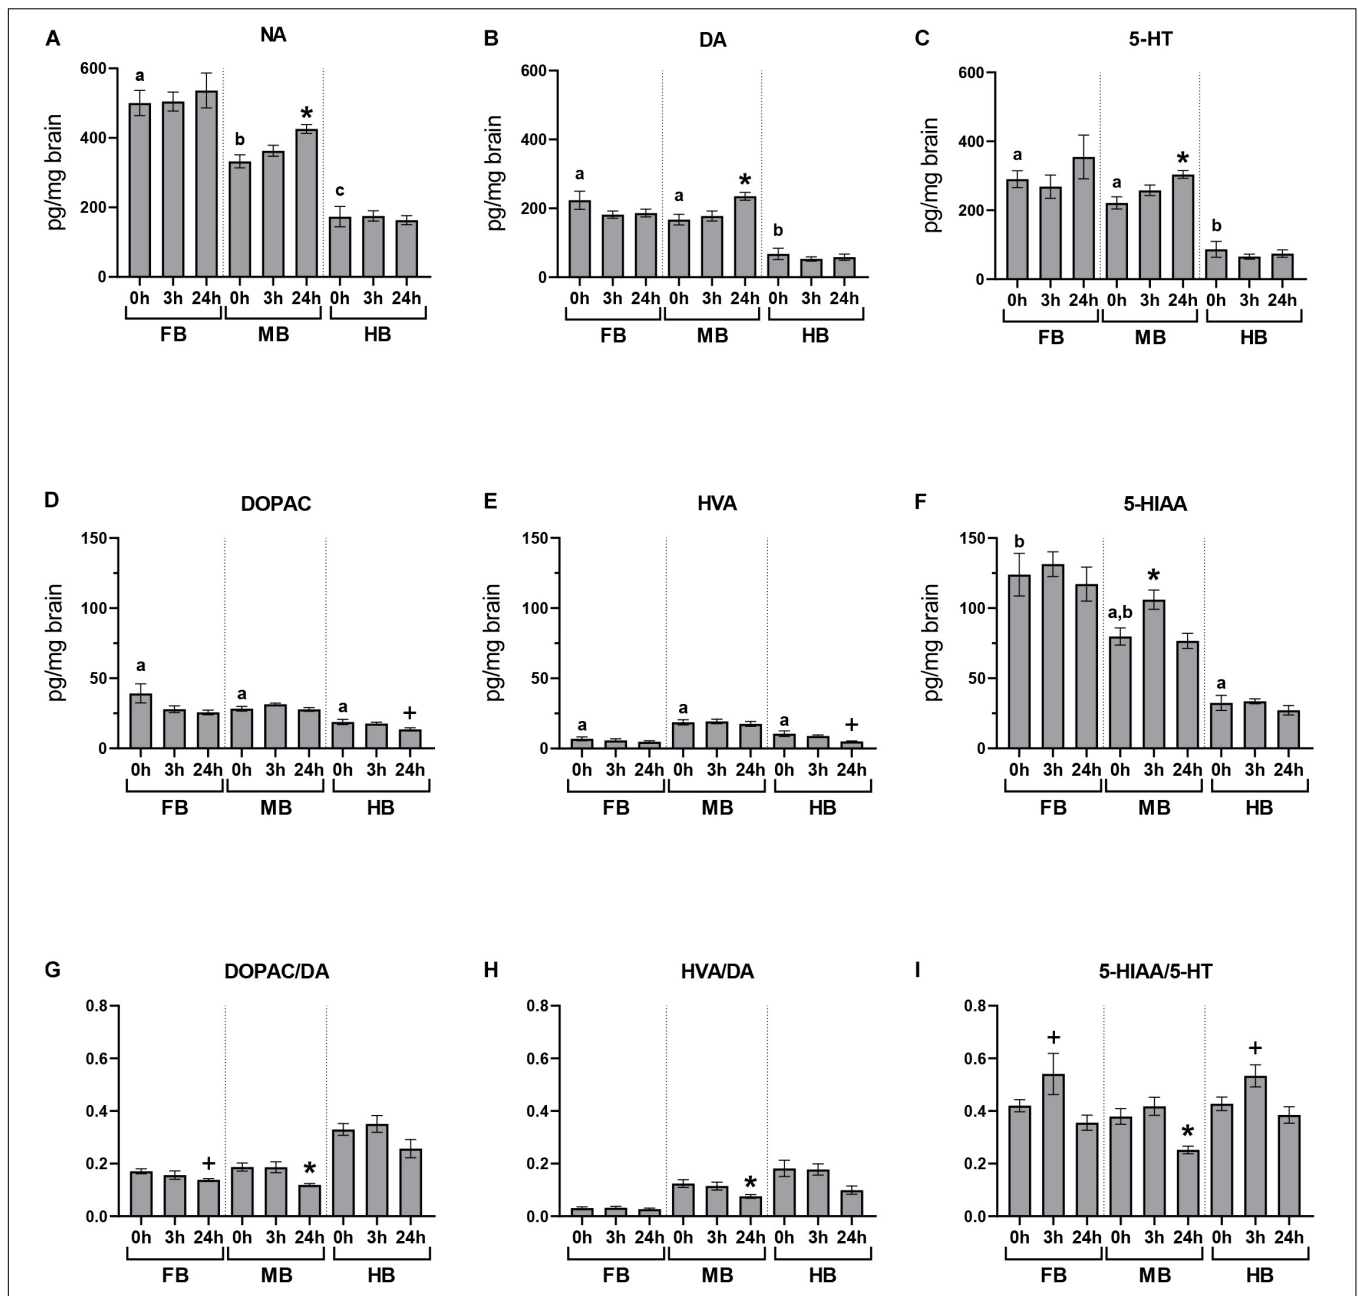 A
NA
pg/mg brain
600
400
200
0
a
b
*
c
0h 3h 24h 0h 3h 24h 0h 3h 24h
FB MB HB
B
DA
600
400
200
0
a
a
*
b
0h 3h 24h 0h 3h 24h 0h 3h 24h
FB MB HB
C
5-HT
pg/mg brain
600
400
200
0
a
a
*
b
0h 3h 24h 0h 3h 24h 0h 3h 24h
FB MB HB
D
DOPAC
pg/mg brain
150
100
50
0
a
a
a
+
0h 3h 24h 0h 3h 24h 0h 3h 24h
FB MB HB
E
HVA
150
100
50
0
a
a
a
+
0h 3h 24h 0h 3h 24h 0h 3h 24h
FB MB HB
F
5-HIAA
pg/mg brain
150
100
50
0
b
a,b
*
a
0h 3h 24h 0h 3h 24h 0h 3h 24h
FB MB HB
G
DOPAC/DA
0.8
0.6
0.4
0.2
0.0
+
*
0h 3h 24h 0h 3h 24h 0h 3h 24h
FB MB HB
H
HVA/DA
0.8
0.6
0.4
0.2
0.0
*
0h 3h 24h 0h 3h 24h 0h 3h 24h
FB MB HB
I
5-HIAA/5-HT
0.8
0.6
0.4
0.2
0.0
+
*
+
0h 3h 24h 0h 3h 24h 0h 3h 24h
FB MB HB